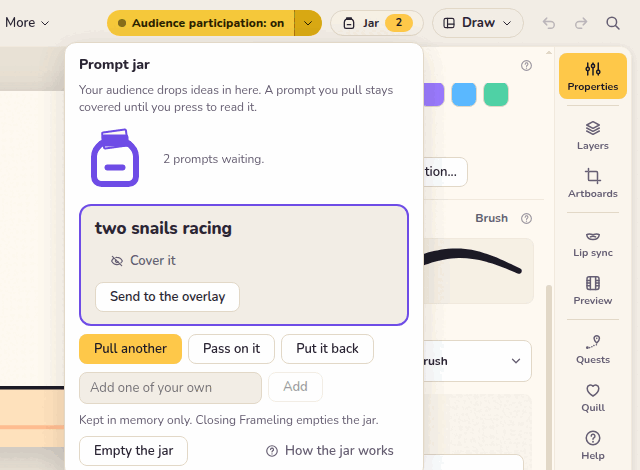 More
Audience participation: on
Jar 2
Draw
Prompt jar
Your audience drops ideas in here. A prompt you pull stays
covered until you press to read it.
2 prompts waiting.
two snails racing
Cover it
Send to the overlay
Pull another
Pass on it
Put it back
Add one of your own
Add
Kept in memory only. Closing Frameling empties the jar.
Empty the jar
How the jar works
tion...
Brush
rush
Properties
Layers
Artboards
Lip sync
Preview
Quests
Quill
Help